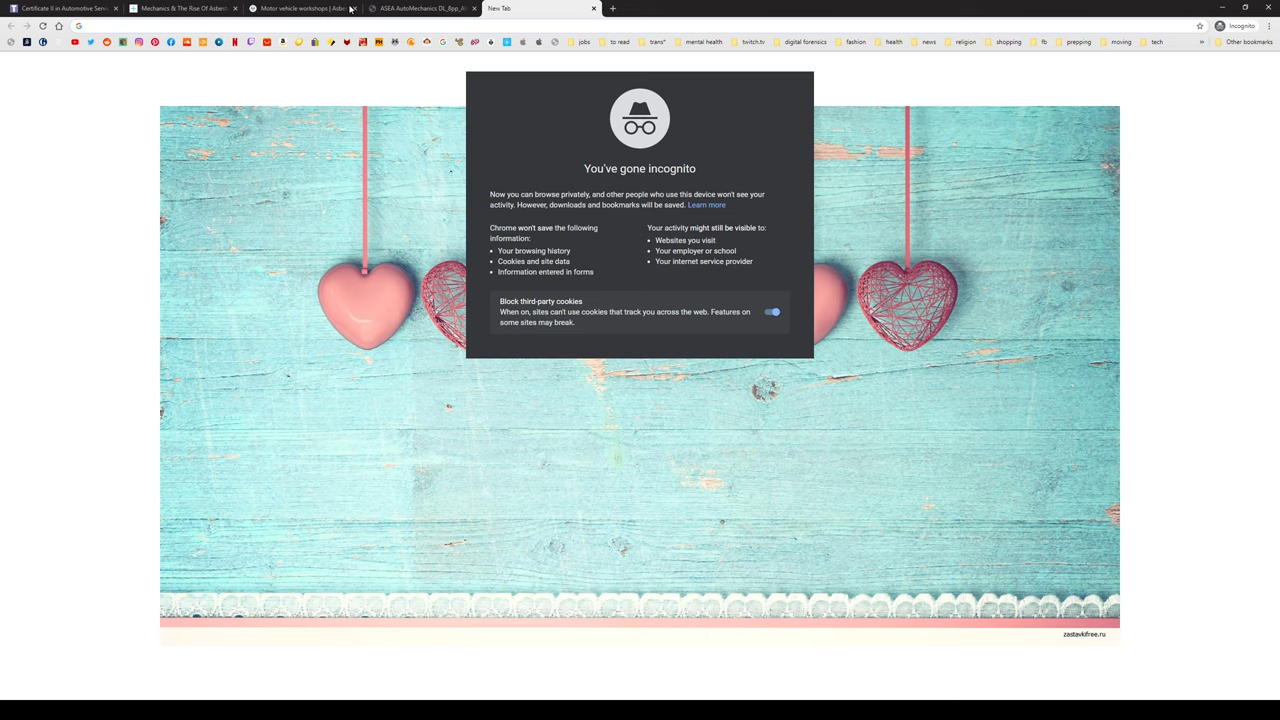 Certificate II in Automotive Servi
Mechanics & The Rise Of Asbest
Motor vehicle workshops | Asbes
ASEA AutoMechanics DL_8pp_A
New Tab
Incognito
jobs
to read
trans*
mental health
twitch.tv
digital forensics
fashion
health
news
religion
shopping
fb
prepping
moving
tech
Other bookmarks
You've gone incognito
Now you can browse privately, and other people who use this device won't see your
activity. However, downloads and bookmarks will be saved. Learn more
Chrome won't save the following
information:
• Your browsing history
• Cookies and site data
• Information entered in forms
Your activity might still be visible to:
• Websites you visit
• Your employer or school
• Your internet service provider
Block third-party cookies
When on, sites can't use cookies that track you across the web. Features on
some sites may break.
zastavkifree.ru